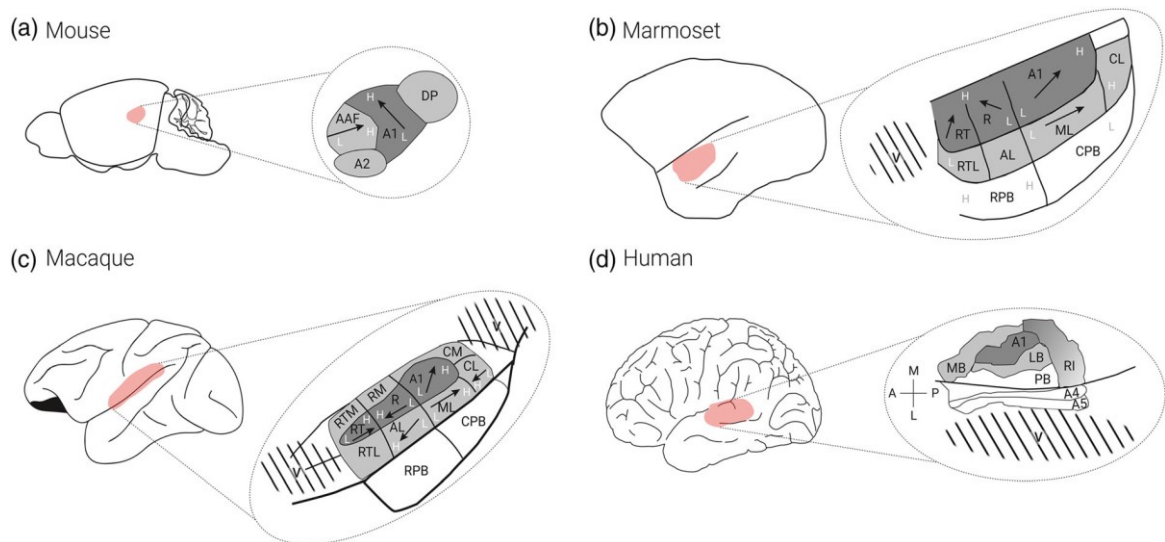 (a) Mouse
DP
H
AAF
H
A1
L
L
A2
(b) Marmoset
A1
H
CL
H
R
H
L
L
RT
L
L
ML
L
RTL
AL
CPB
V
H
RPB
H
(c) Macaque
V
CM
A1
H
CL
RM
L
H
RTM
R
H
H
L
ML
RT
AL
L
L
L
H
CPB
RTL
V
RPB
(d) Human
M
A
P
L
A1
LB
MB
RI
PB
A4
A5
V